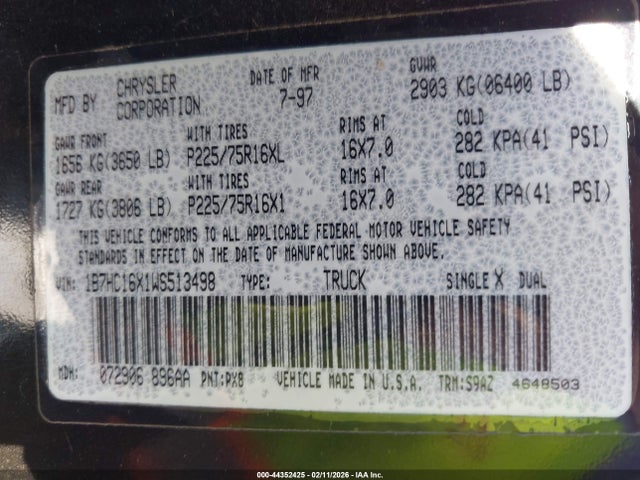 MFD BY CHRYSLER CORPORATION DATE OF MFR 7-97 GVWR 2903 KG(06400 LB)
GAWR FRONT WITH TIRES RIMS AT COLD
1656 KG(3650 LB) P225/75R16XL 16X7.0 282 KPA(41 PSI)
GAWR REAR WITH TIRES RIMS AT COLD
1727 KG(3806 LB) P225/75R16X1 16X7.0 282 KPA(41 PSI)
THIS VEHICLE CONFORMS TO ALL APPLICABLE FEDERAL MOTOR VEHICLE SAFETY
STANDARDS IN EFFECT ON THE DATE OF MANUFACTURE SHOWN ABOVE.
VIN: 1B7HC16X1WS513498 TYPE: TRUCK SINGLE X DUAL
MDH: 072906 896AA PNT:PX8 VEHICLE MADE IN U.S.A. TRM:S9AZ 4648503
000-44352425 - 02/11/2026 - IAA Inc.